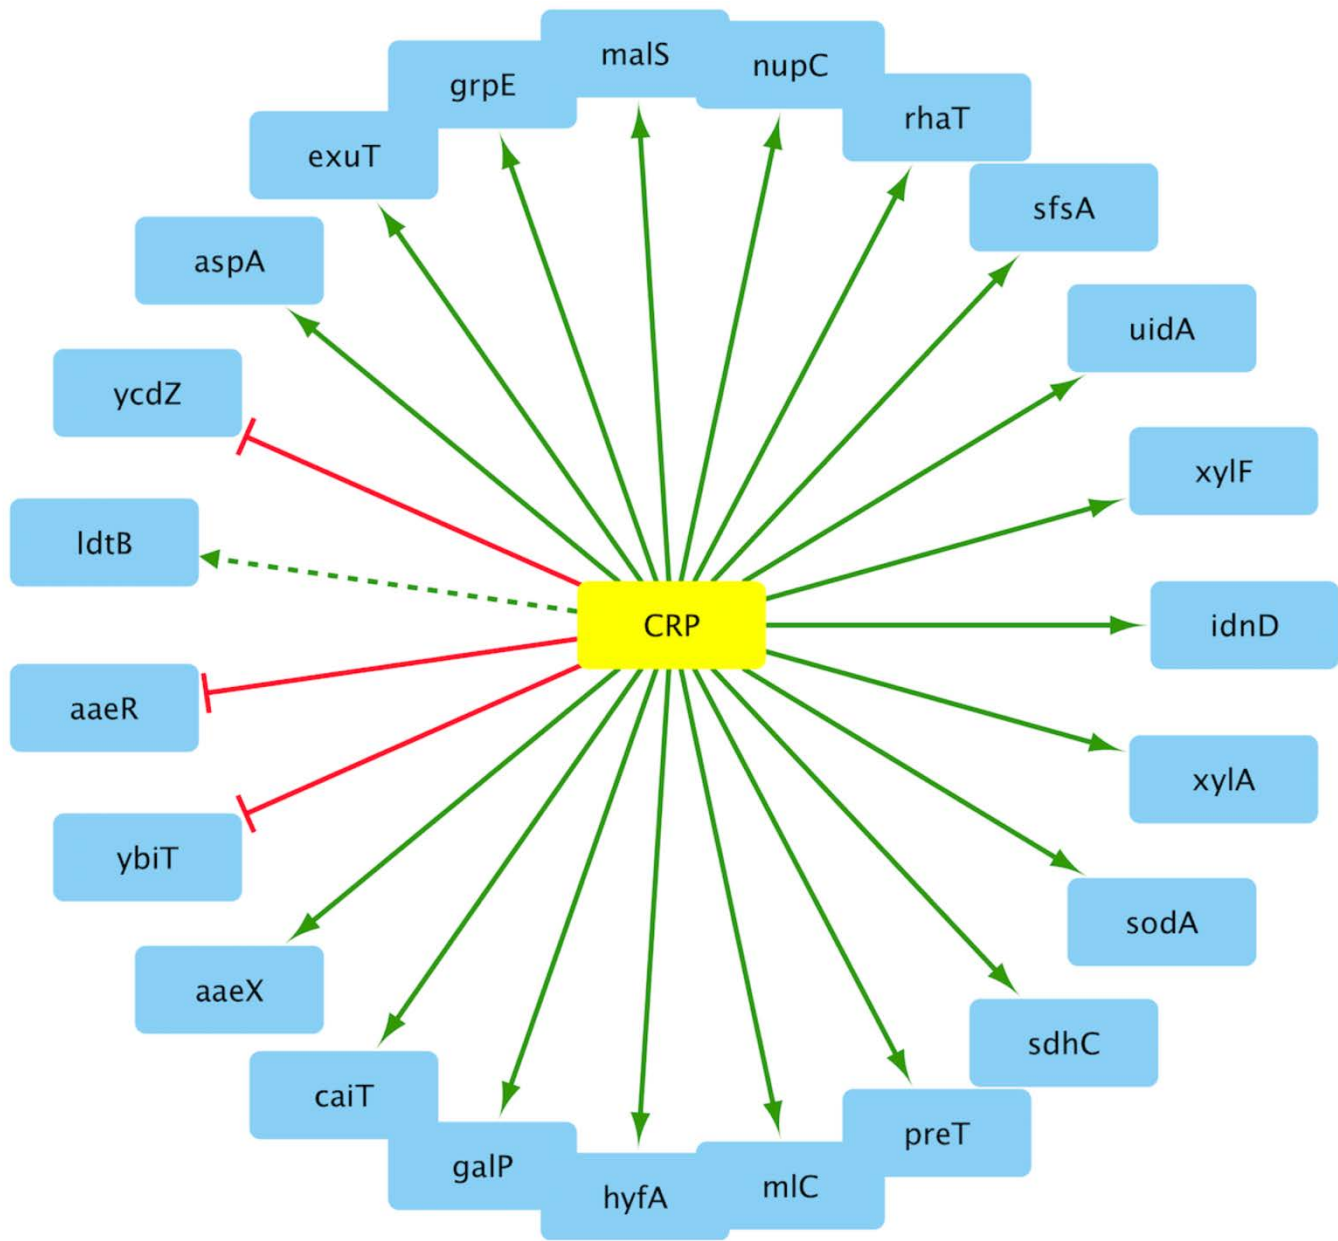 malS
nupC
grpE
rhaT
exuT
sfsA
aspA
uidA
ycdZ
xylF
ldtB
CRP
idnD
aaeR
xylA
ybiT
sodA
aaeX
sdhC
caiT
preT
galP
mlC
hyfA